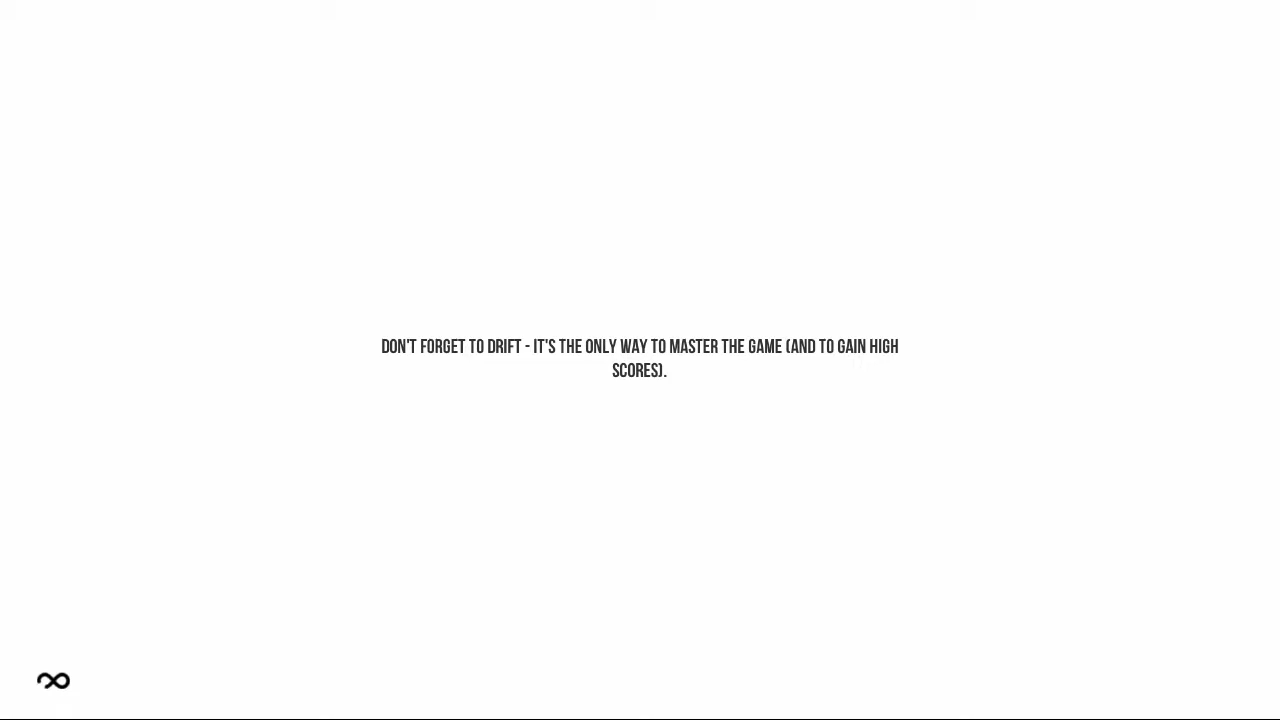 DON'T FORGET TO DRIFT - IT'S THE ONLY WAY TO MASTER THE GAME (AND TO GAIN HIGH
SCORES).